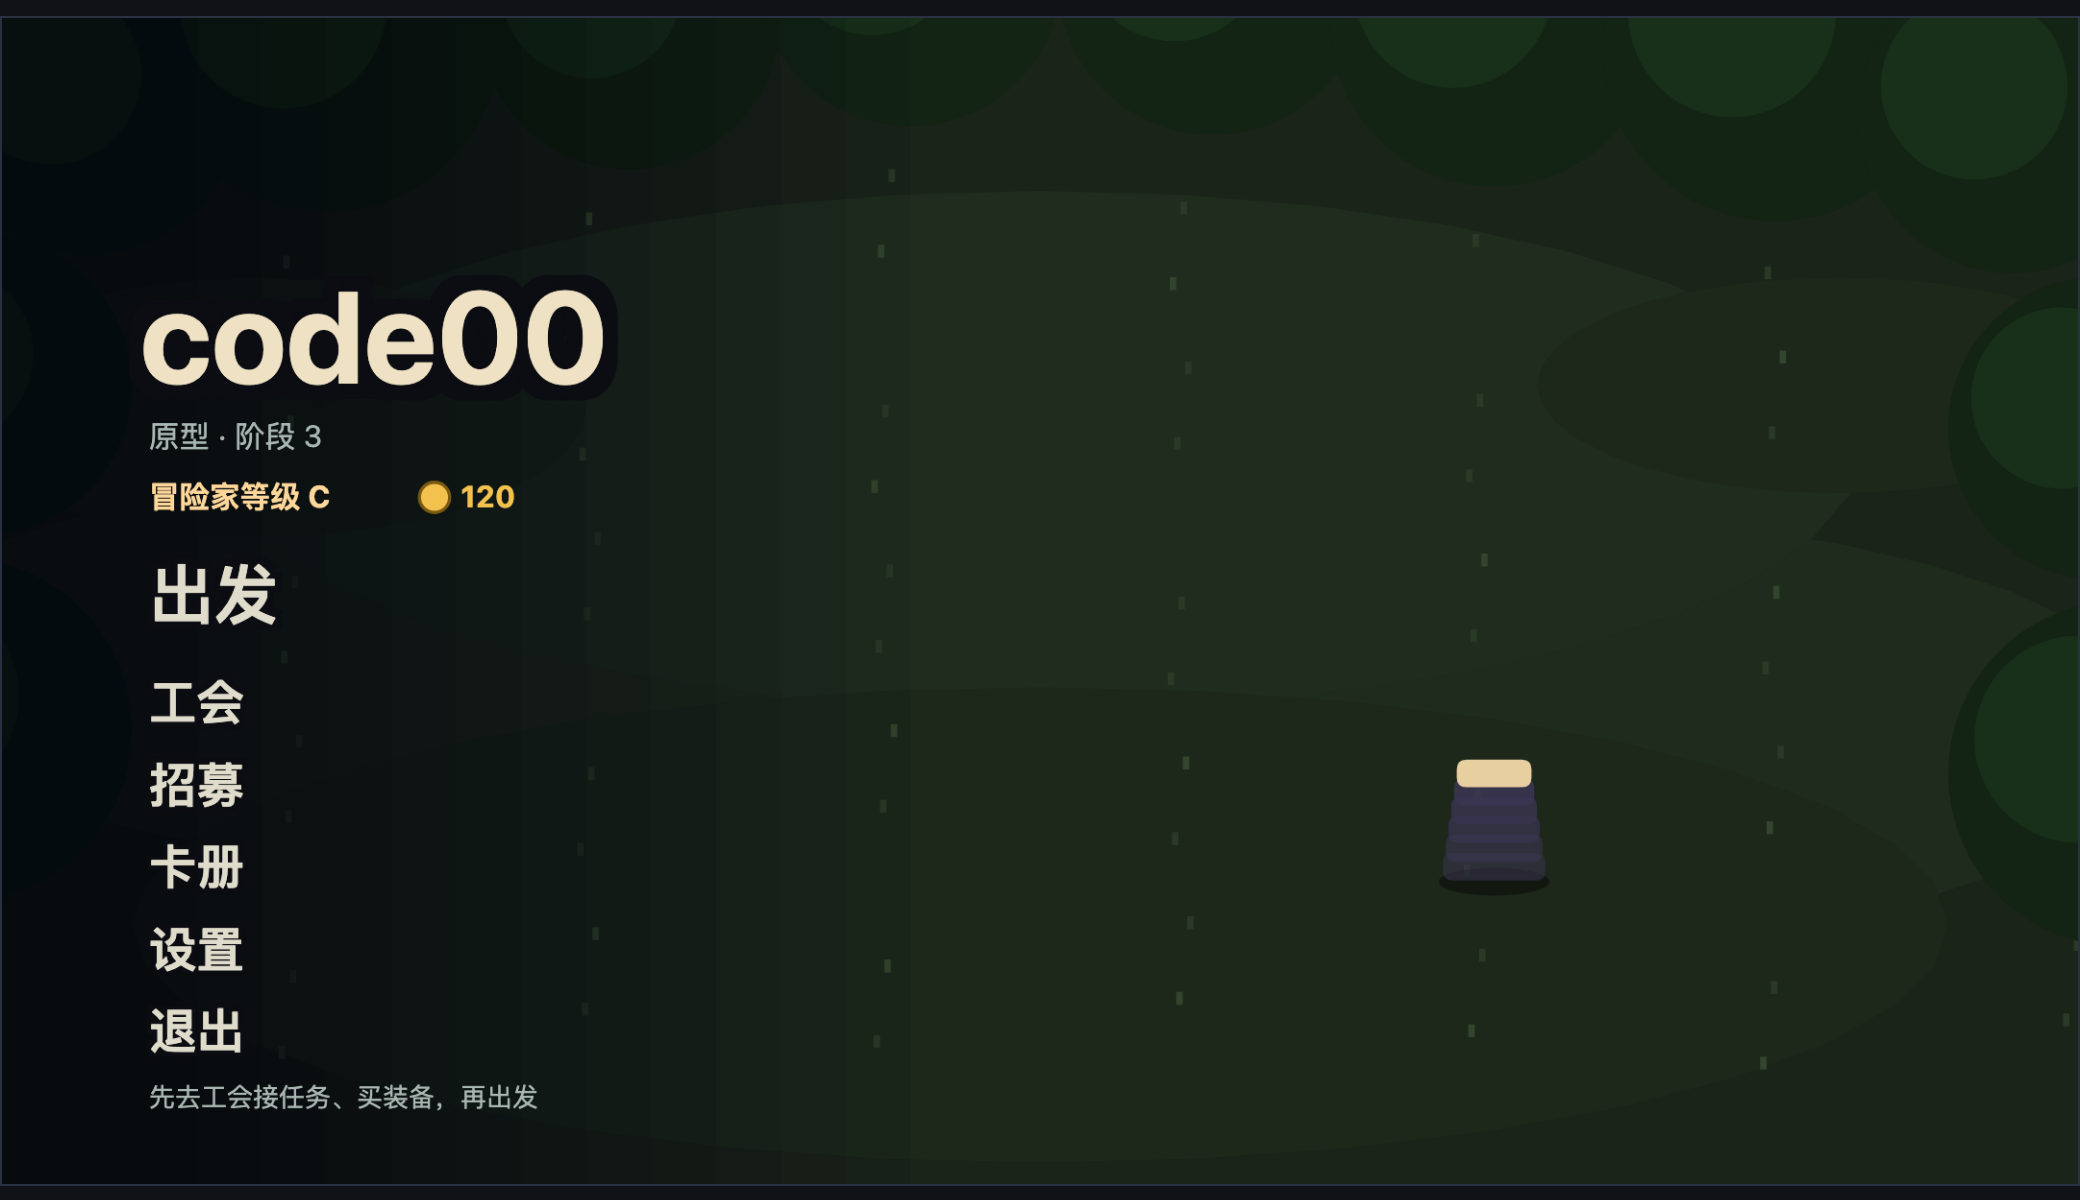 code00
原型 · 阶段 3
冒险家等级 C 120
出发
工会
招募
卡册
设置
退出
先去工会接任务、买装备，再出发